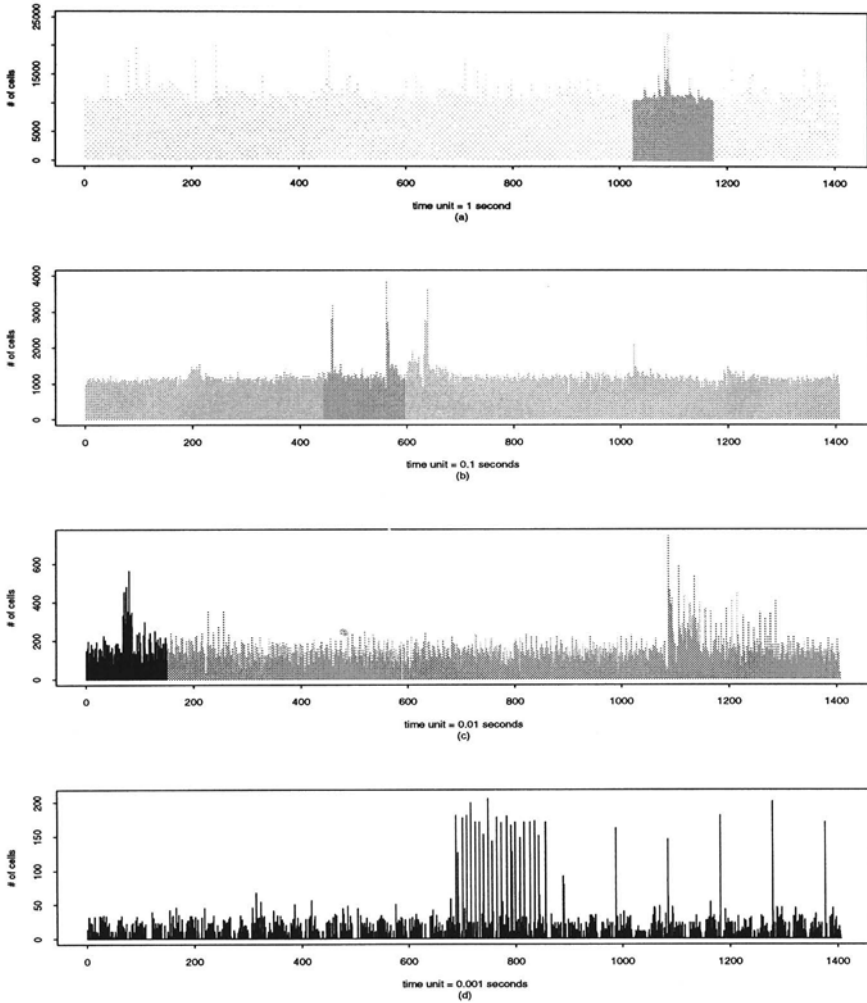 25000
15000
5000
0
# of cells
0 200 400 600 800 1000 1200 1400
time unit = 1 second
(a)
4000
3000
2000
1000
0
# of cells
0 200 400 600 800 1000 1200 1400
time unit = 0.1 seconds
(b)
600
400
200
0
# of cells
0 200 400 600 800 1000 1200 1400
time unit = 0.01 seconds
(c)
200
150
100
50
0
# of cells
0 200 400 600 800 1000 1200 1400
time unit = 0.001 seconds
(d)